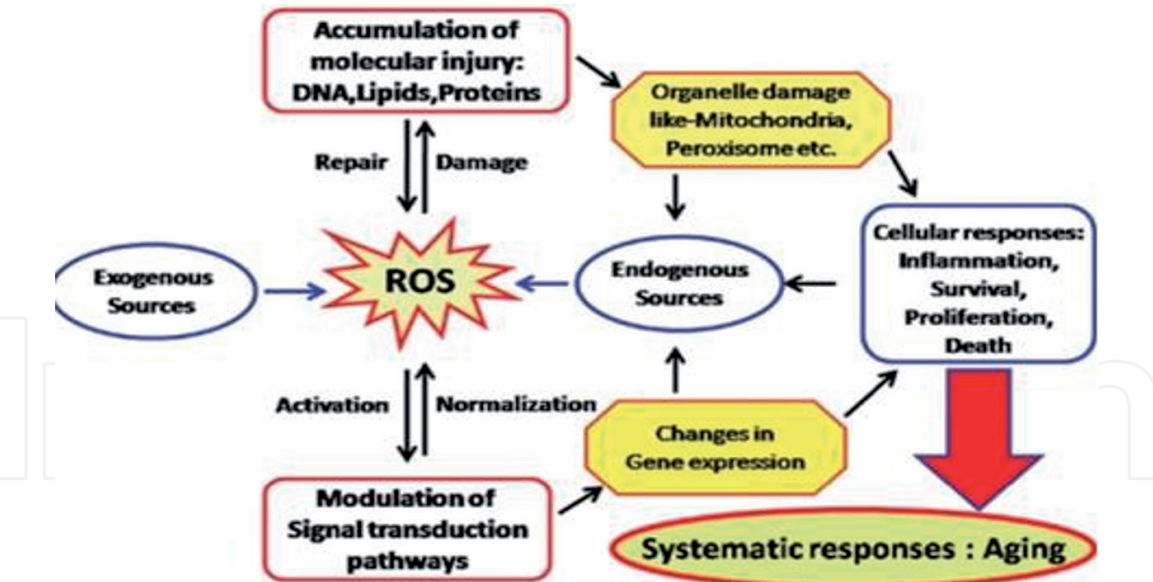 Accumulation of
molecular injury:
DNA,Lipids,Proteins
Organelle damage
like-Mitochondria,
Peroxisome etc.
Repair
Damage
Cellular responses:
Inflammation,
Survival,
Proliferation,
Death
Exogenous
Sources
ROS
Endogenous
Sources
Activation
Normalization
Changes in
Gene expression
Modulation of
Signal transduction
pathways
Systematic responses : Aging